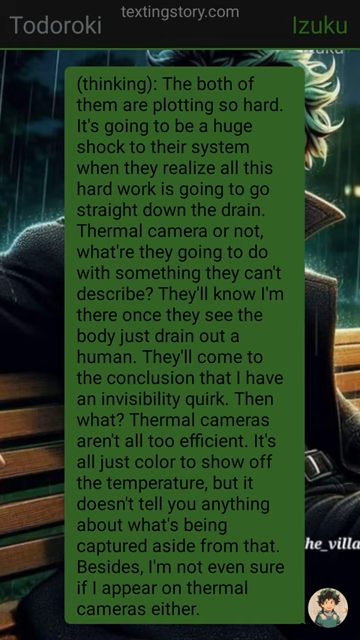 textingstory.com
Todoroki
Izuku
(thinking): The both of
them are plotting so hard.
It's going to be a huge
shock to their system
when they realize all this
hard work is going to go
straight down the drain.
Thermal camera or not,
what're they going to do
with something they can't
describe? They'll know I'm
there once they see the
body just drain out a
human. They'll come to
the conclusion that I have
an invisibility quirk. Then
what? Thermal cameras
aren't all too efficient. It's
all just color to show off
the temperature, but it
doesn't tell you anything
about what's being
captured aside from that.
Besides, I'm not even sure
if I appear on thermal
cameras either.
he_villa